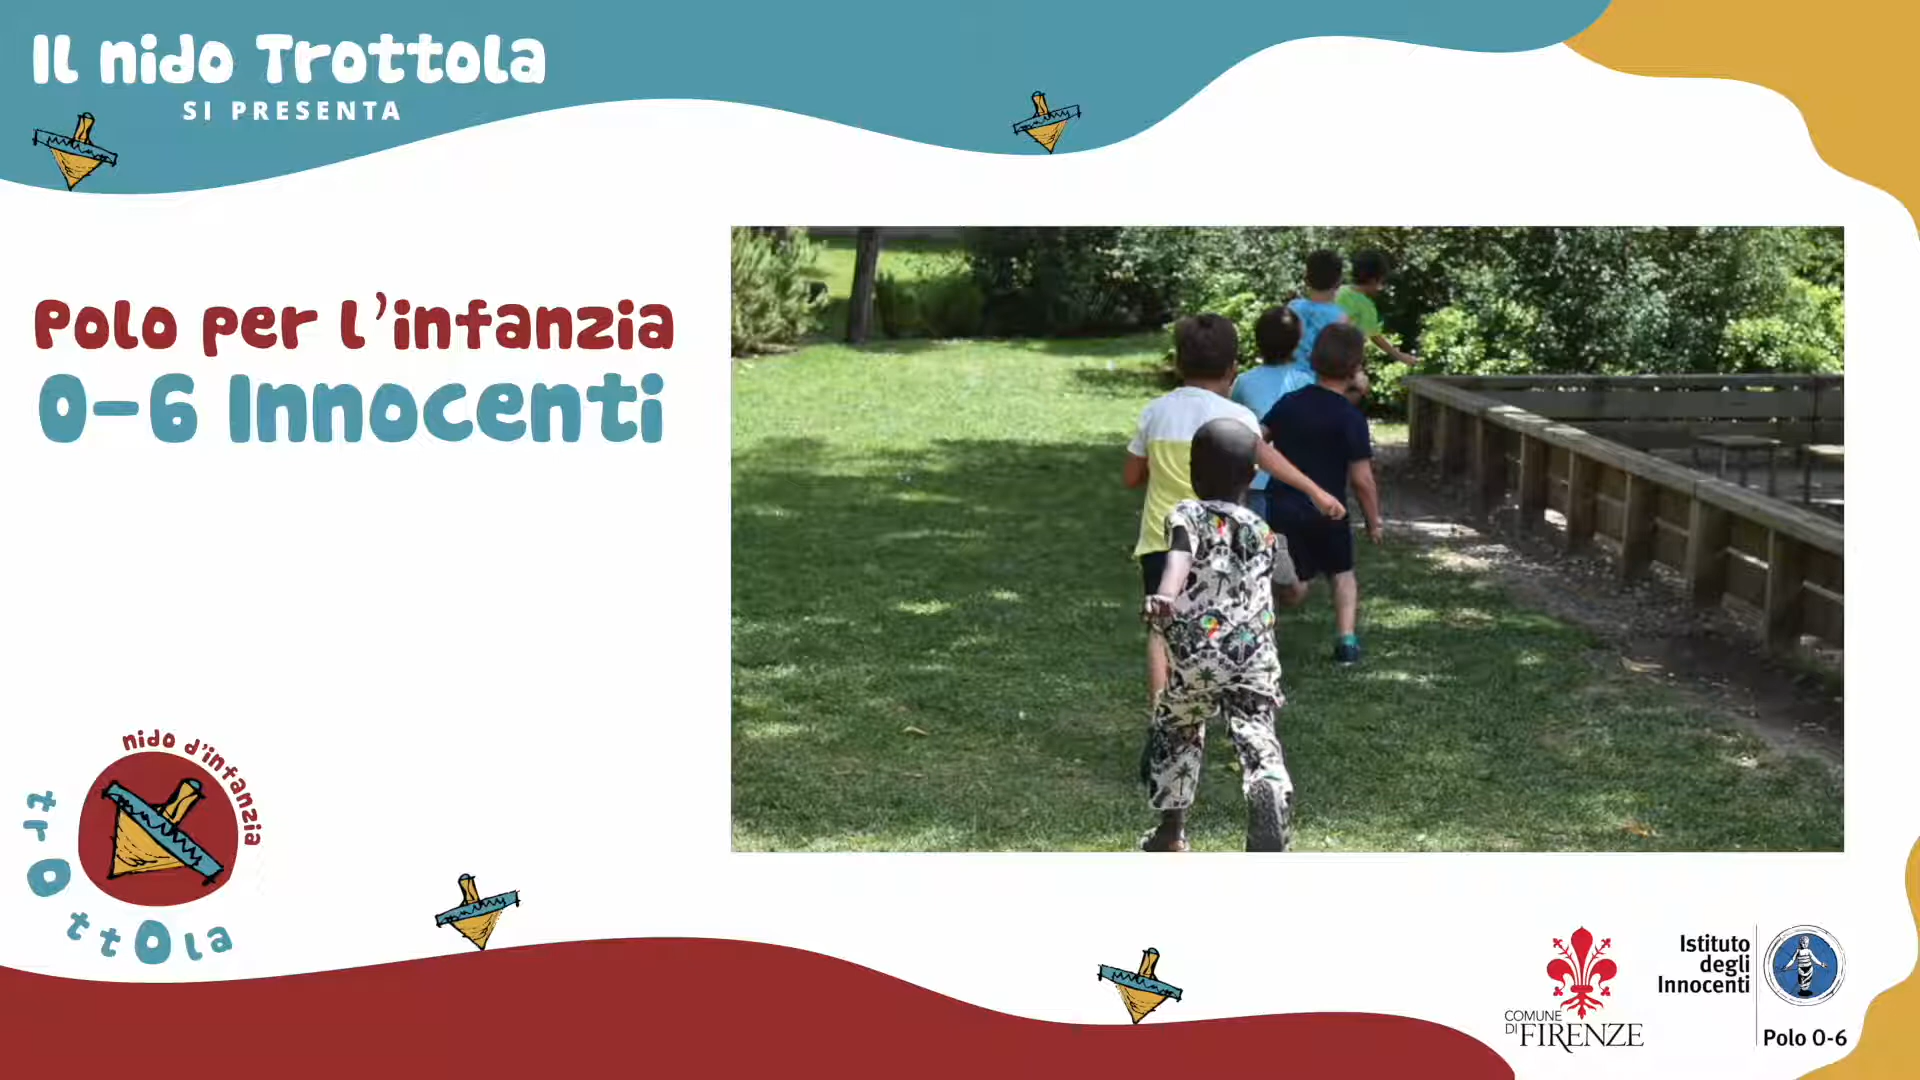 Il nido Trottola
SI PRESENTA
Polo per l'infanzia
0-6 Innocenti
nido d'infanzia
trOttOla
COMUNE
DI FIRENZE
Istituto
degli
Innocenti
Polo 0-6